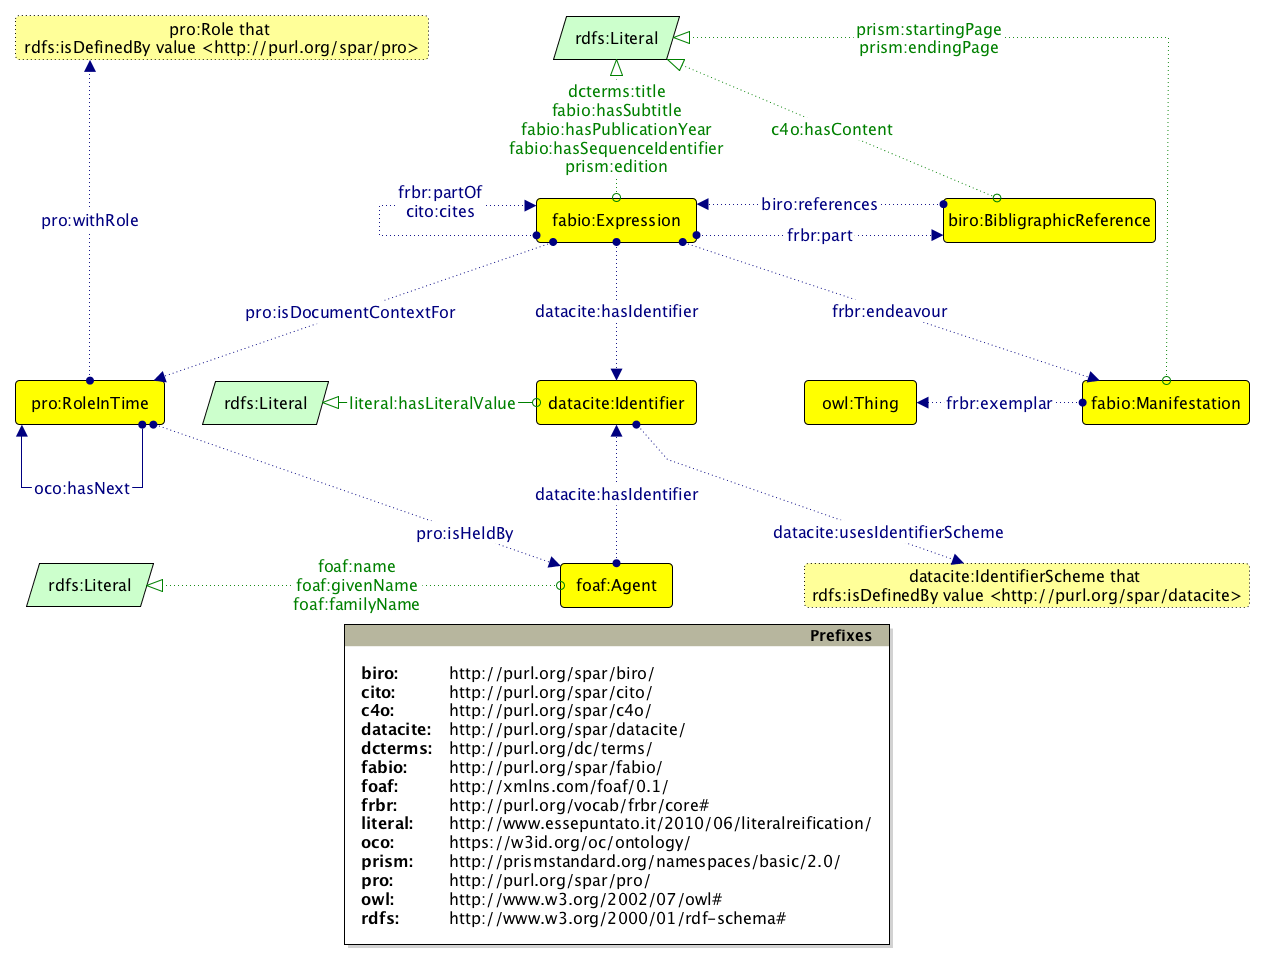 pro:Role that
rdfs:isDefinedBy value <http://purl.org/spar/pro>
rdfs:Literal
prism:startingPage
prism:endingPage
dcterms:title
fabio:hasSubtitle
fabio:hasPublicationYear
fabio:hasSequenceIdentifier
prism:edition
c4o:hasContent
frbr:partOf
cito:cites
pro:withRole
fabio:Expression
biro:references
frbr:part
biro:BibligraphicReference
pro:isDocumentContextFor
datacite:hasIdentifier
frbr:endeavour
pro:RoleInTime
rdfs:Literal
literal:hasLiteralValue
datacite:Identifier
owl:Thing
frbr:exemplar
fabio:Manifestation
oco:hasNext
datacite:hasIdentifier
pro:isHeldBy
datacite:usesIdentifierScheme
rdfs:Literal
foaf:name
foaf:givenName
foaf:familyName
foaf:Agent
datacite:IdentifierScheme that
rdfs:isDefinedBy value <http://purl.org/spar/datacite>
Prefixes
biro: http://purl.org/spar/biro/
cito: http://purl.org/spar/cito/
c4o: http://purl.org/spar/c4o/
datacite: http://purl.org/spar/datacite/
dcterms: http://purl.org/dc/terms/
fabio: http://purl.org/spar/fabio/
foaf: http://xmlns.com/foaf/0.1/
frbr: http://purl.org/vocab/frbr/core#
literal: http://www.essepuntato.it/2010/06/literalreification/
oco: https://w3id.org/oc/ontology/
prism: http://prismstandard.org/namespaces/basic/2.0/
pro: http://purl.org/spar/pro/
owl: http://www.w3.org/2002/07/owl#
rdfs: http://www.w3.org/2000/01/rdf-schema#